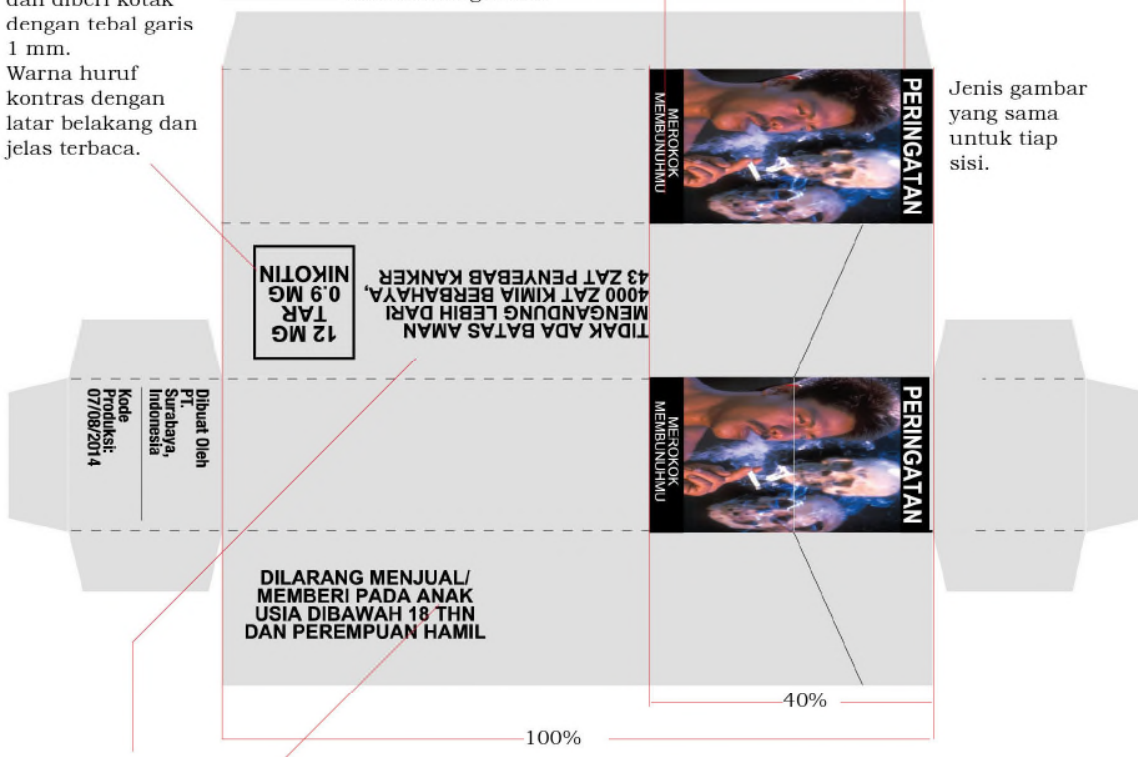 dengan tebal garis
1 mm.
Warna huruf
kontras dengan
latar belakang dan
jelas terbaca.
MEROKOK
MEMBUNUHMU
PERINGATAN
Jenis gambar
yang sama
untuk tiap
sisi.
12 MG
TAR
0.9 MG
NIKOTIN
TIDAK ADA BATAS AMAN
MENGANDUNG LEBIH DARI
4000 ZAT KIMIA BERBAHAYA,
43 ZAT PENYEBAB KANKER
MEROKOK
MEMBUNUHMU
PERINGATAN
Dibuat Oleh
PT.
Surabaya,
Indonesia
Kode
Produksi:
07/08/2014
DILARANG MENJUAL/
MEMBERI PADA ANAK
USIA DIBAWAH 18 THN
DAN PEREMPUAN HAMIL
40%
100%